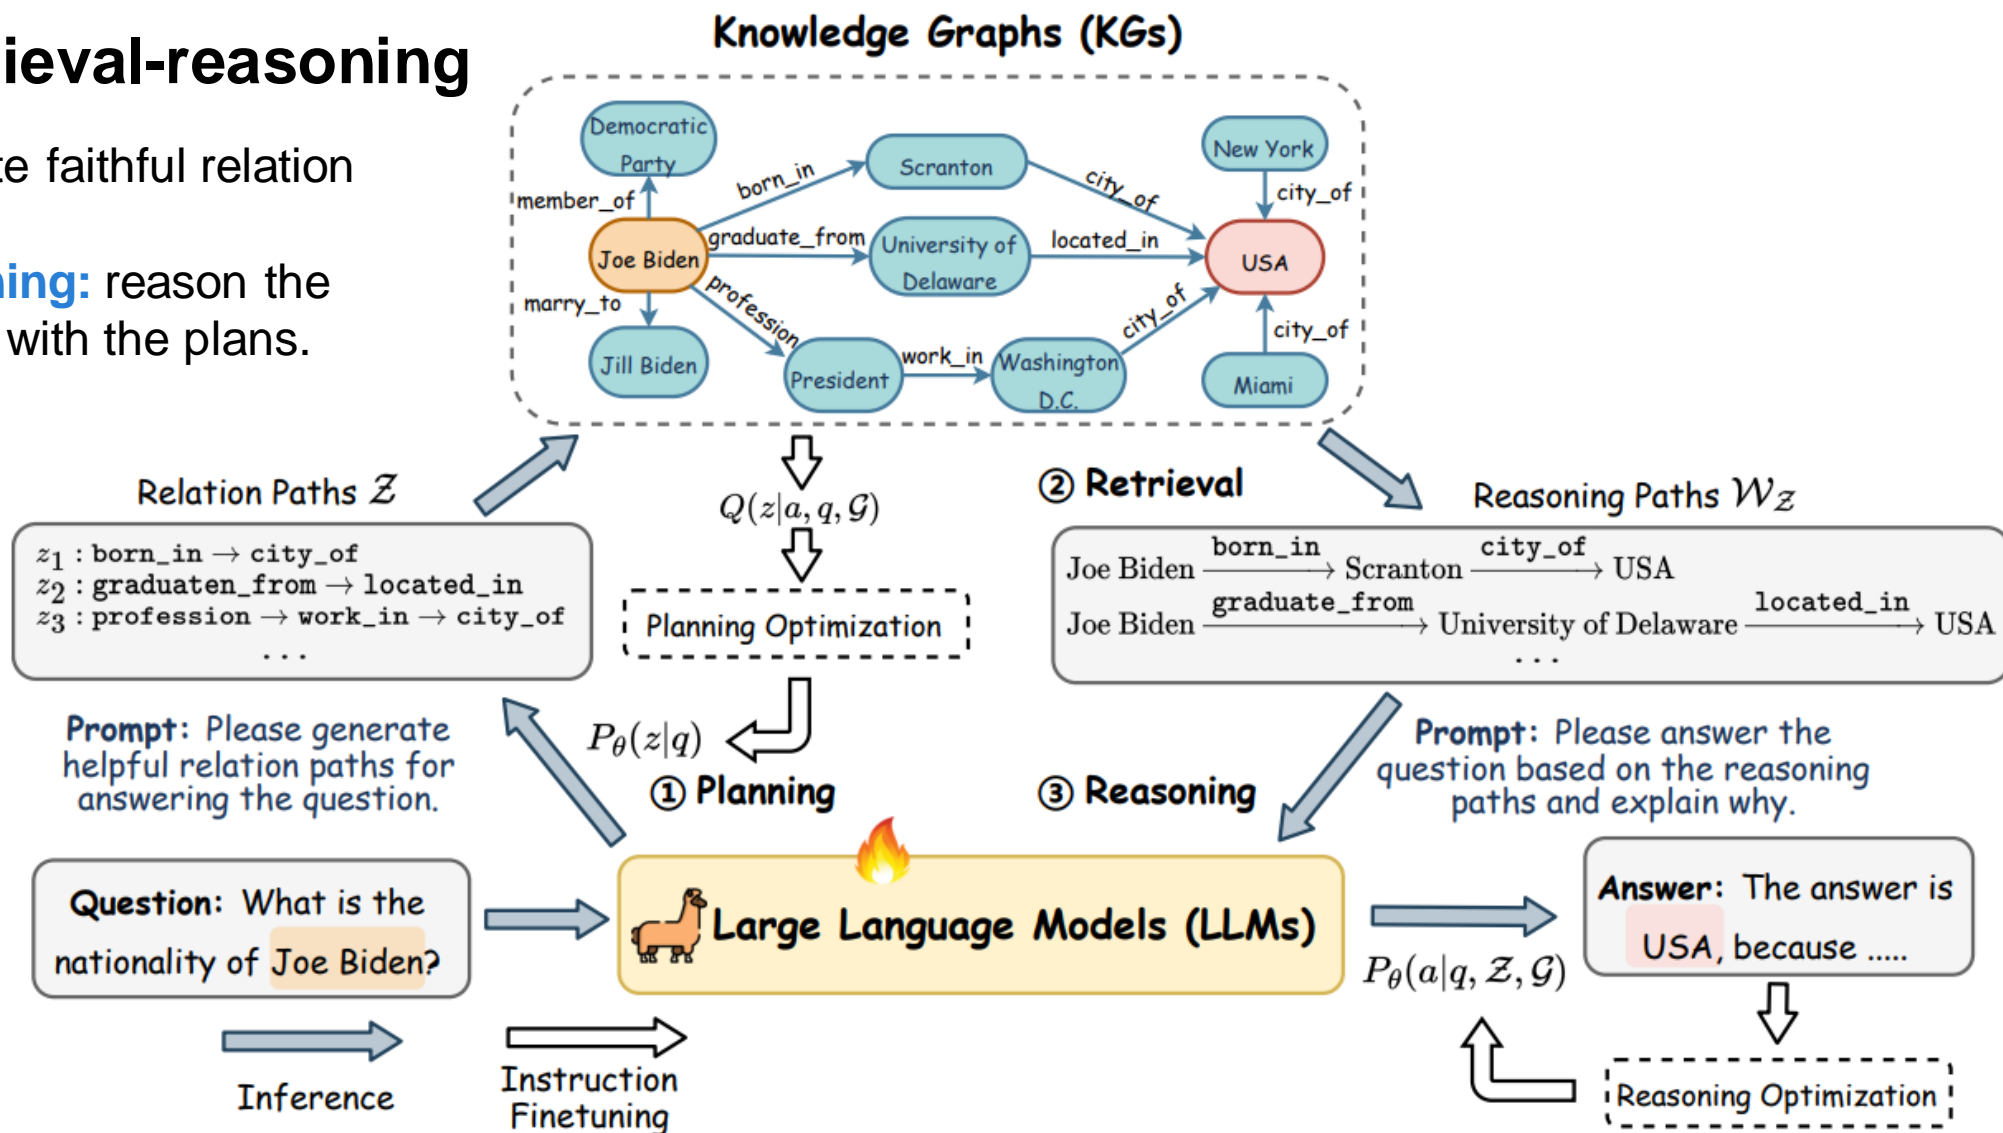 ieval-reasoning
te faithful relation
ning: reason the
with the plans.
Knowledge Graphs (KGs)
Democratic
Party
member_of
Joe Biden
marry_to
Jill Biden
born_in
Scranton
city_of
graduate_from
University of
Delaware
located_in
profession
President
work_in
Washington
D.C.
city_of
New York
city_of
USA
city_of
Miami
Relation Paths Z
z1 : born_in → city_of
z2 : graduaten_from → located_in
z3 : profession → work_in → city_of
...
Q(z|a, q, G)
Planning Optimization
Pθ(z|q)
① Planning
② Retrieval
Reasoning Paths W_Z
Joe Biden born_in → Scranton city_of → USA
Joe Biden graduate_from → University of Delaware located_in → USA
...
③ Reasoning
Prompt: Please generate
helpful relation paths for
answering the question.
Prompt: Please answer the
question based on the reasoning
paths and explain why.
Question: What is the
nationality of Joe Biden?
Large Language Models (LLMs)
Pθ(a|q, Z, G)
Answer: The answer is
USA, because .....
Reasoning Optimization
Inference
Instruction
Finetuning